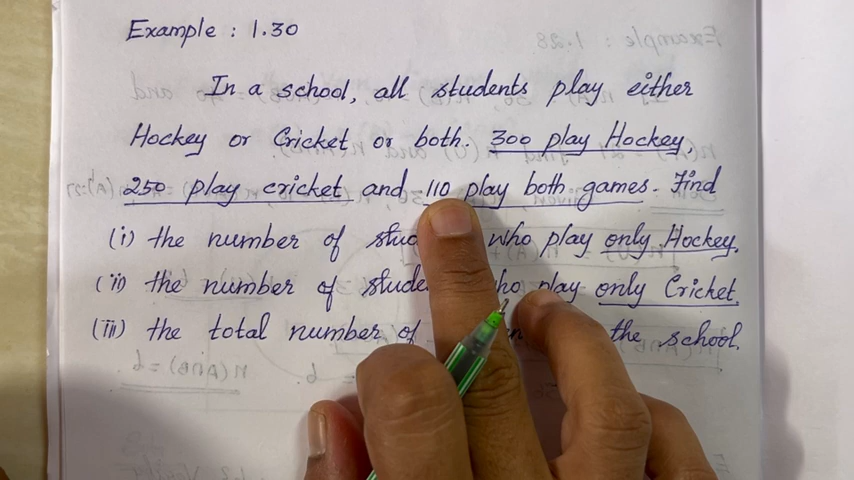 Example : 1.30
In a school, all students play either
Hockey or Cricket or both. 300 play Hockey,
250 play cricket and 110 play both games. Find
(i) the number of who play only Hockey.
(ii) the number of play only Cricket.
(iii) the total number of the school.